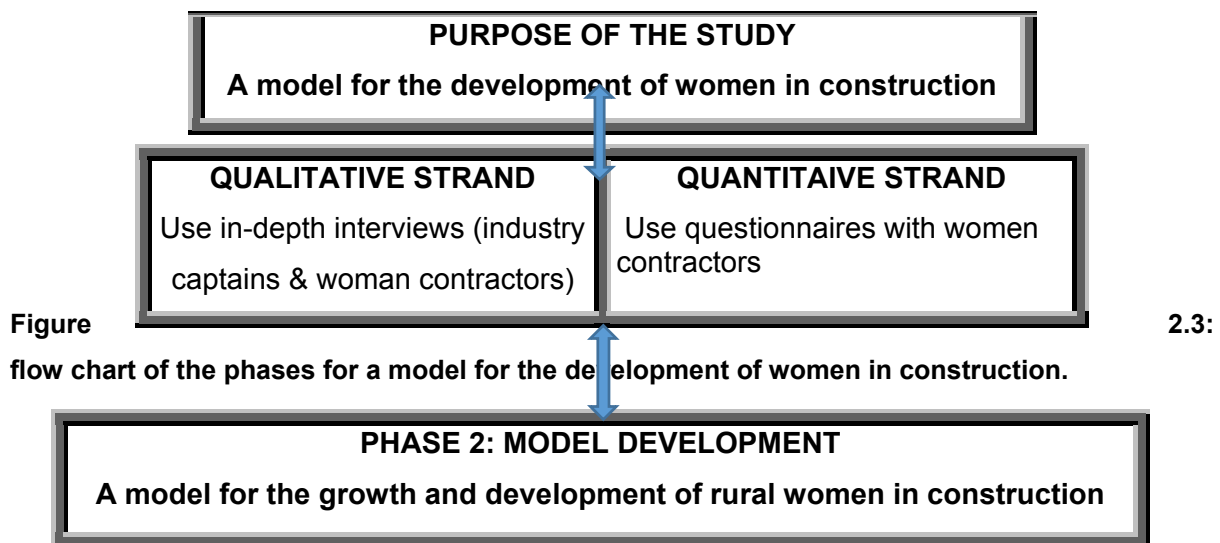 PURPOSE OF THE STUDY
A model for the development of women in construction
QUALITATIVE STRAND
Use in-depth interviews (industry
captains & woman contractors)
QUANTITAIVE STRAND
Use questionnaires with women
contractors
Figure 2.3:
flow chart of the phases for a model for the development of women in construction.
PHASE 2: MODEL DEVELOPMENT
A model for the growth and development of rural women in construction